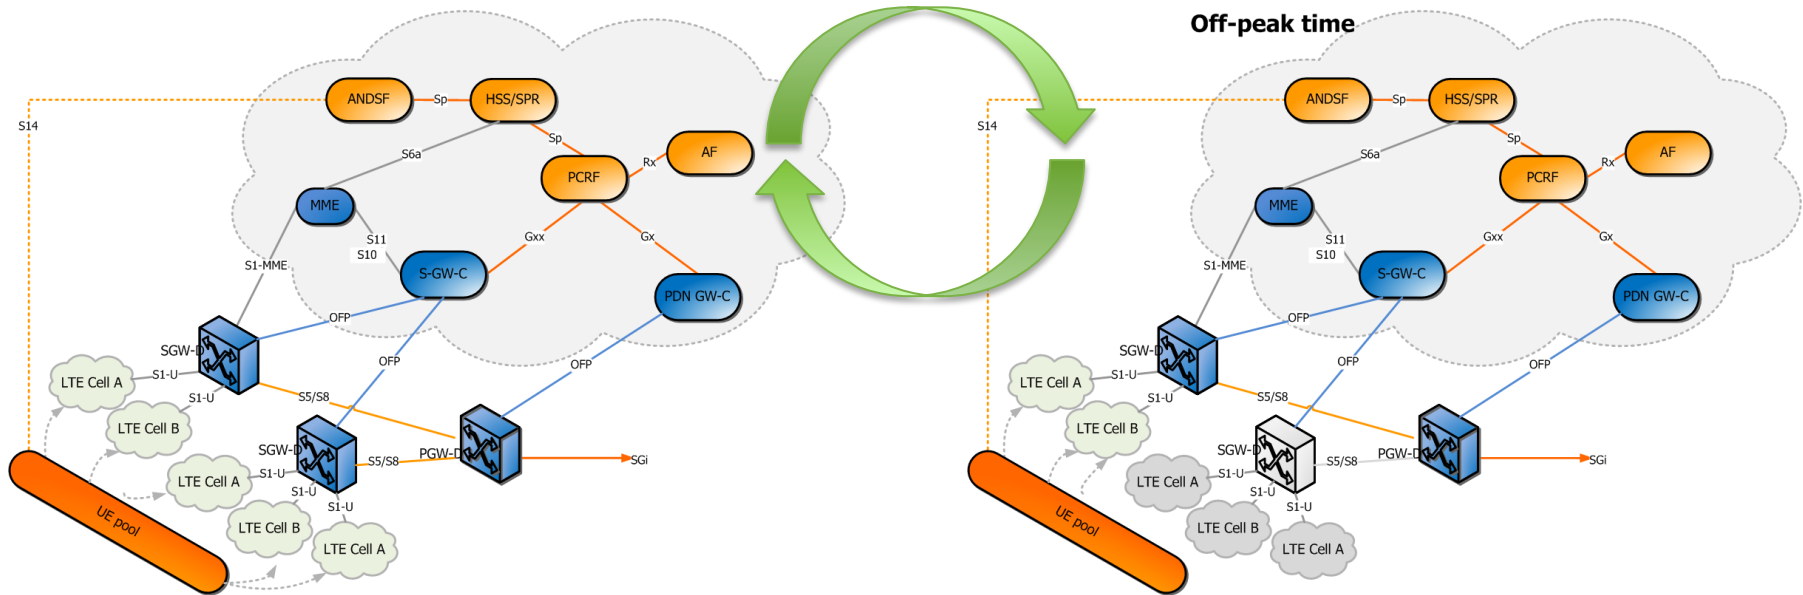 Off-peak time
ANDSF
Sp
HSS/SPR
S14
Sp
S6a
Rx
AF
PCRF
MME
S11
S10
Gxx
Gx
S1-MME
S-GW-C
PDN GW-C
OFP
SGW-D
OFP
OFP
LTE Cell A
S1-U
S1-U
S5/S8
LTE Cell B
SGW-D
S5/S8
PGW-D
SGi
LTE Cell A
S1-U
S1-U
S1-U
UE pool
LTE Cell B
LTE Cell A
ANDSF
Sp
HSS/SPR
S14
Sp
S6a
Rx
AF
PCRF
MME
S11
S10
Gxx
Gx
S1-MME
S-GW-C
PDN GW-C
OFP
SGW-D
OFP
OFP
LTE Cell A
S1-U
S1-U
S5/S8
LTE Cell B
SGW-D
S5/S8
PGW-D
SGi
LTE Cell A
S1-U
S1-U
S1-U
UE pool
LTE Cell B
LTE Cell A